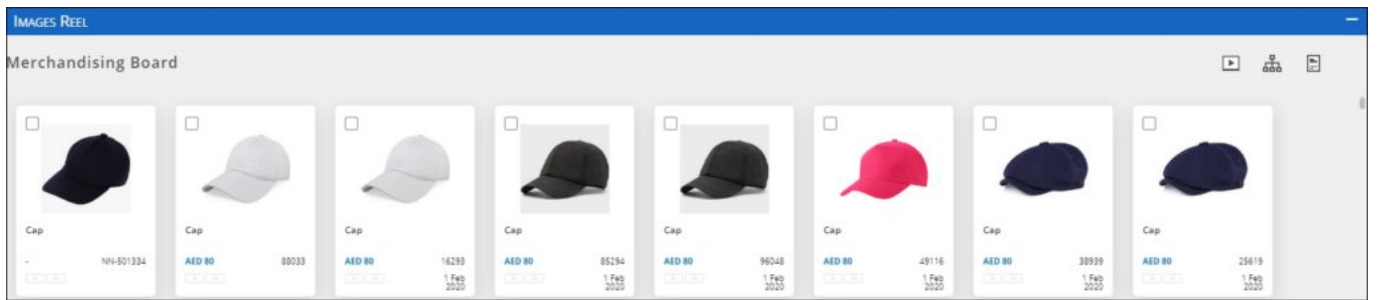 IMAGES REEL
Merchandising Board
Cap Cap Cap Cap Cap Cap Cap Cap
- NN-501334 AED 80 88033 AED 80 16293 AED 80 85294 AED 80 96048 AED 80 49116 AED 80 38939 AED 80 25619
1 Feb 1 Feb 1 Feb 1 Feb 1 Feb 1 Feb
2020 2020 2020 2020 2020 2020